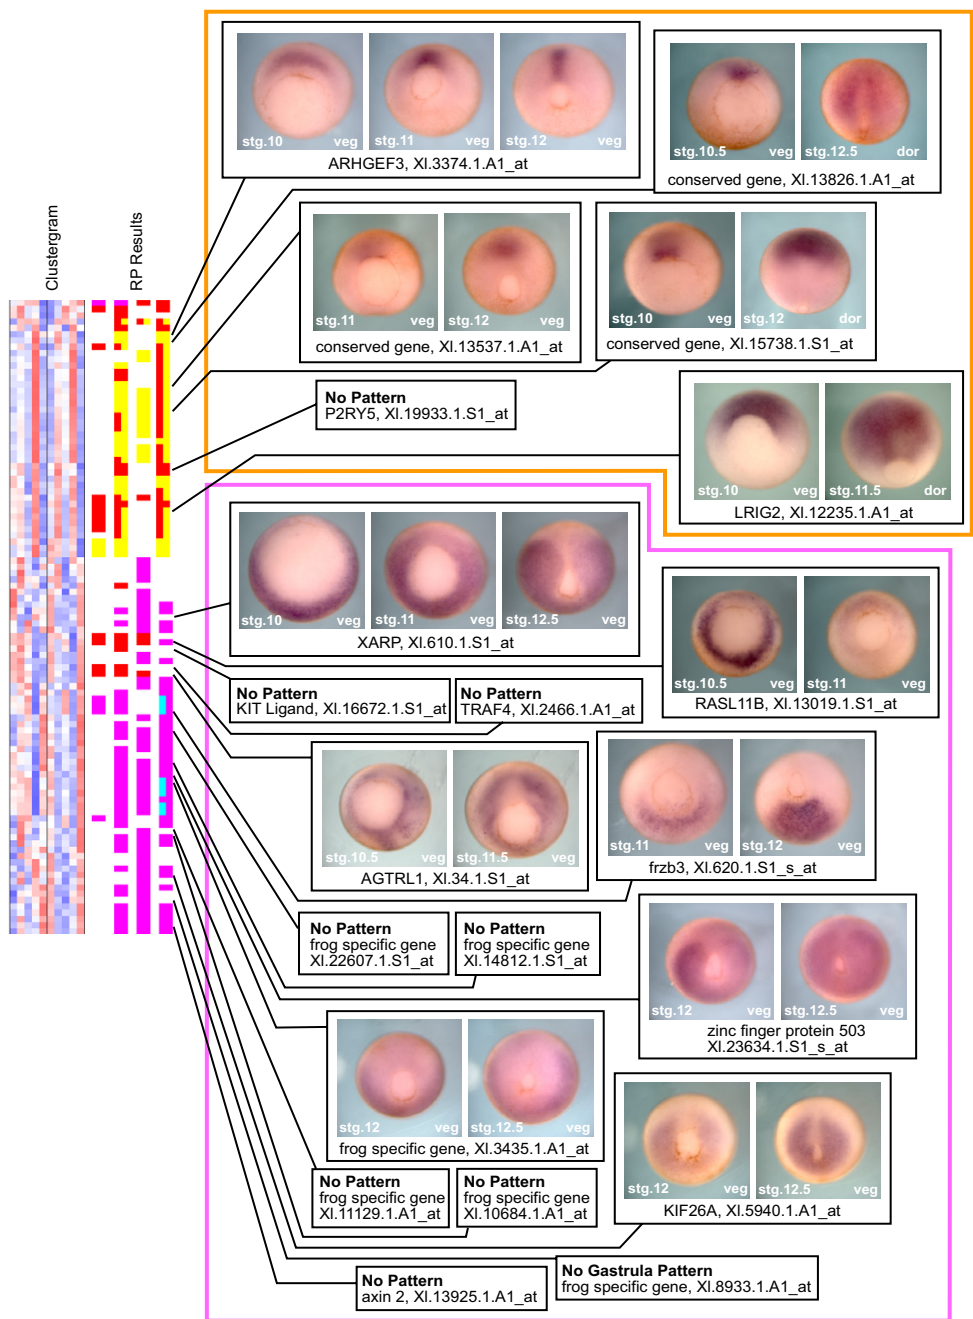 Clustergram
RP Results
stg.10 veg
stg.11 veg
stg.12 veg
ARHGEF3, Xl.3374.1.A1_at
stg.10.5 veg
stg.12.5 dor
conserved gene, Xl.13826.1.A1_at
stg.11 veg
stg.12 veg
conserved gene, Xl.13537.1.A1_at
stg.10 veg
stg.12 dor
conserved gene, Xl.15738.1.S1_at
No Pattern
P2RY5, Xl.19933.1.S1_at
stg.10 veg
stg.11.5 dor
LRIG2, Xl.12235.1.A1_at
stg.10 veg
stg.11 veg
stg.12.5 veg
XARP, Xl.610.1.S1_at
stg.10.5 veg
stg.11 veg
RASL11B, Xl.13019.1.S1_at
No Pattern
KIT Ligand, Xl.16672.1.S1_at
No Pattern
TRAF4, Xl.2466.1.A1_at
stg.10.5 veg
stg.11.5 veg
AGTRL1, Xl.34.1.S1_at
stg.11 veg
stg.12 veg
frzb3, Xl.620.1.S1_s_at
No Pattern
frog specific gene
Xl.22607.1.S1_at
No Pattern
frog specific gene
Xl.14812.1.S1_at
stg.12 veg
stg.12.5 veg
zinc finger protein 503
Xl.23634.1.S1_s_at
stg.12 veg
stg.12.5 veg
frog specific gene, Xl.3435.1.A1_at
stg.12 veg
stg.12.5 veg
KIF26A, Xl.5940.1.A1_at
No Pattern
frog specific gene
Xl.11129.1.A1_at
No Pattern
frog specific gene
Xl.10684.1.A1_at
No Gastrula Pattern
frog specific gene, Xl.8933.1.A1_at
No Pattern
axin 2, Xl.13925.1.A1_at